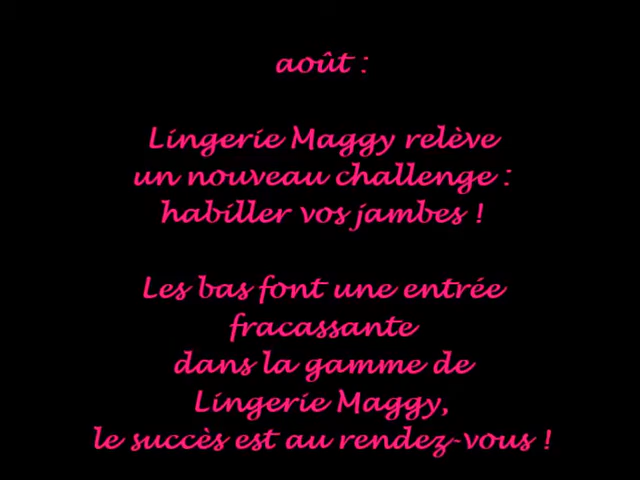 août :
Lingerie Maggy relève
un nouveau challenge :
habiller vos jambes !
Les bas font une entrée
fracassante
dans la gamme de
Lingerie Maggy,
le succès est au rendez-vous !